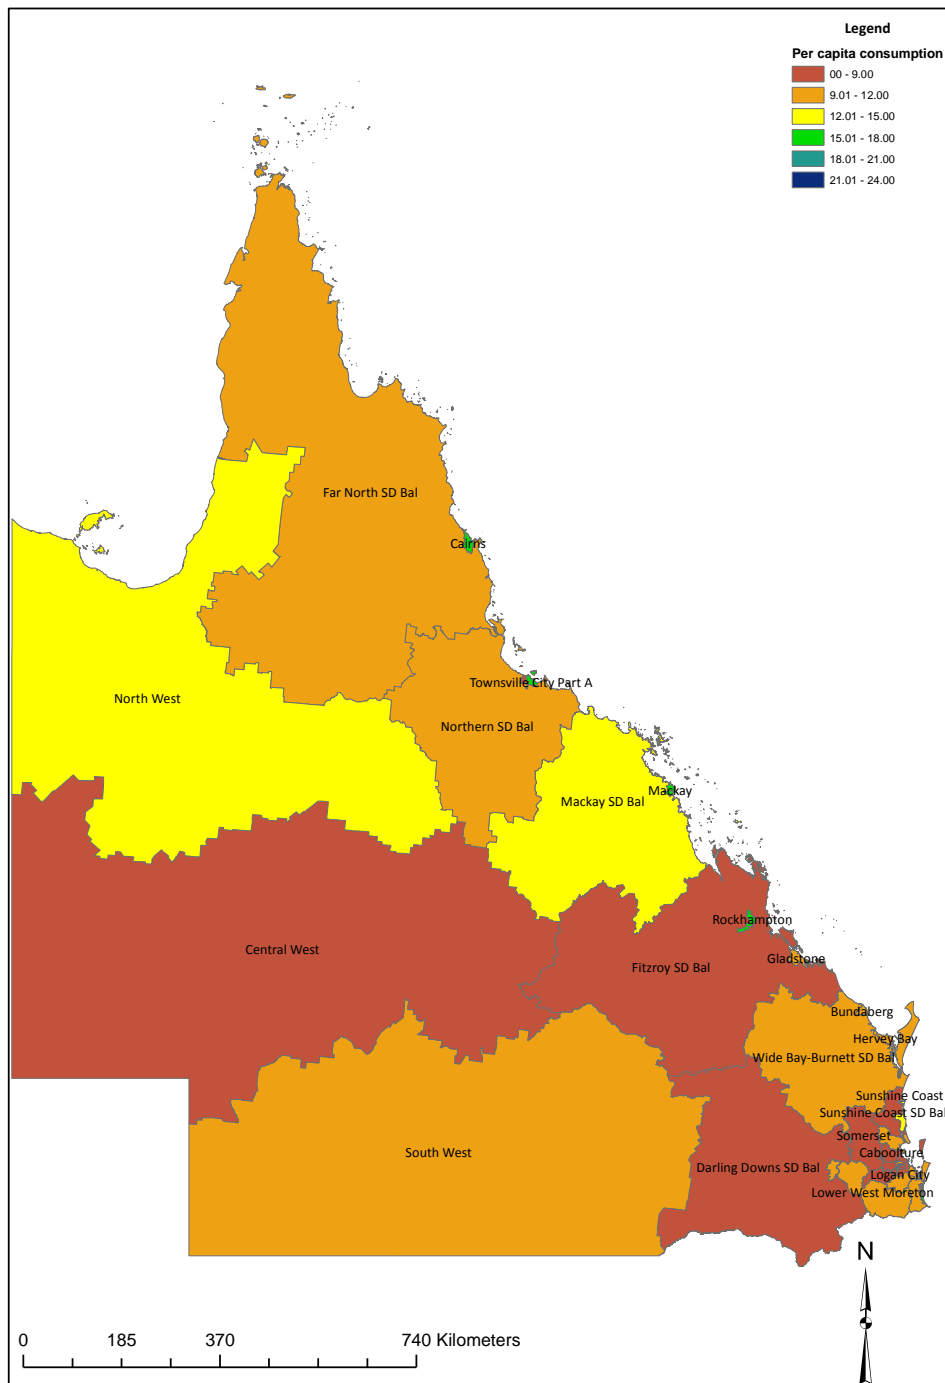 Legend
Per capita consumption
00 - 9.00
9.01 - 12.00
12.01 - 15.00
15.01 - 18.00
18.01 - 21.00
21.01 - 24.00
Far North SD Bal
Cairns
Townsville City Part A
North West
Northern SD Bal
Mackay
Mackay SD Bal
Rockhampton
Central West
Gladstone
Fitzroy SD Bal
Bundaberg
Hervey Bay
Wide Bay-Burnett SD Bal
Sunshine Coast
Sunshine Coast SD Bal
Somerset
Caboolture
South West
Darling Downs SD Bal
Logan City
Lower West Moreton
N
0 185 370 740 Kilometers